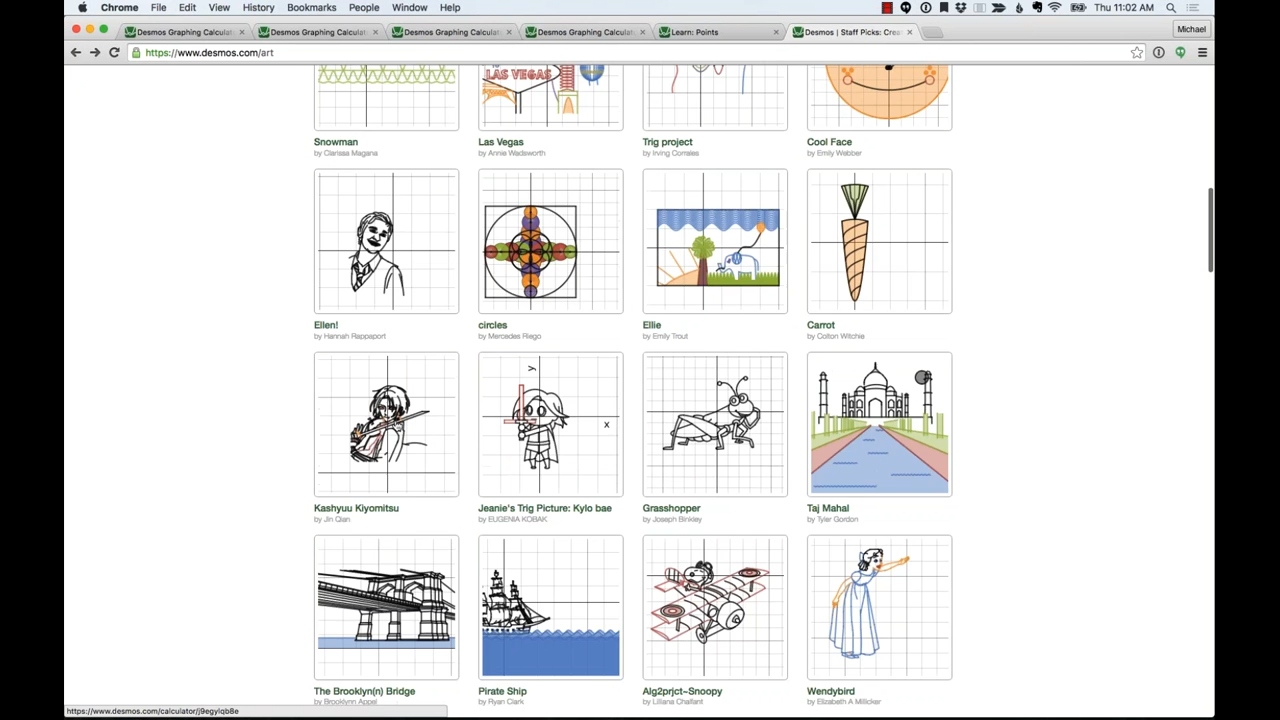 Chrome File Edit View History Bookmarks People Window Help Thu 11:02 AM
Desmos Graphing Calculat Desmos Graphing Calculat Desmos Graphing Calculat Desmos Graphing Calculat Learn: Points Desmos | Staff Picks: Crea Michael
https://www.desmos.com/art
LAS VEGAS
Snowman Las Vegas Trig project Cool Face
by Clarissa Magana by Annie Wadsworth by Irving Corrales by Emily Webber
Ellen! circles Ellie Carrot
by Hannah Rappaport by Mercedes Riego by Emily Trout by Colton Witchie
y
x
Kashyuu Kiyomitsu Jeanie's Trig Picture: Kylo bae Grasshopper Taj Mahal
by Jin Qian by EUGENIA KOBAK by Joseph Binkley by Tyler Gordon
The Brooklyn(n) Bridge Pirate Ship Alg2prjct~Snoopy Wendybird
by Brooklynn Appel by Ryan Clark by Liliana Chalfant by Elizabeth A Millicker
https://www.desmos.com/calculator/j9egylqb8e